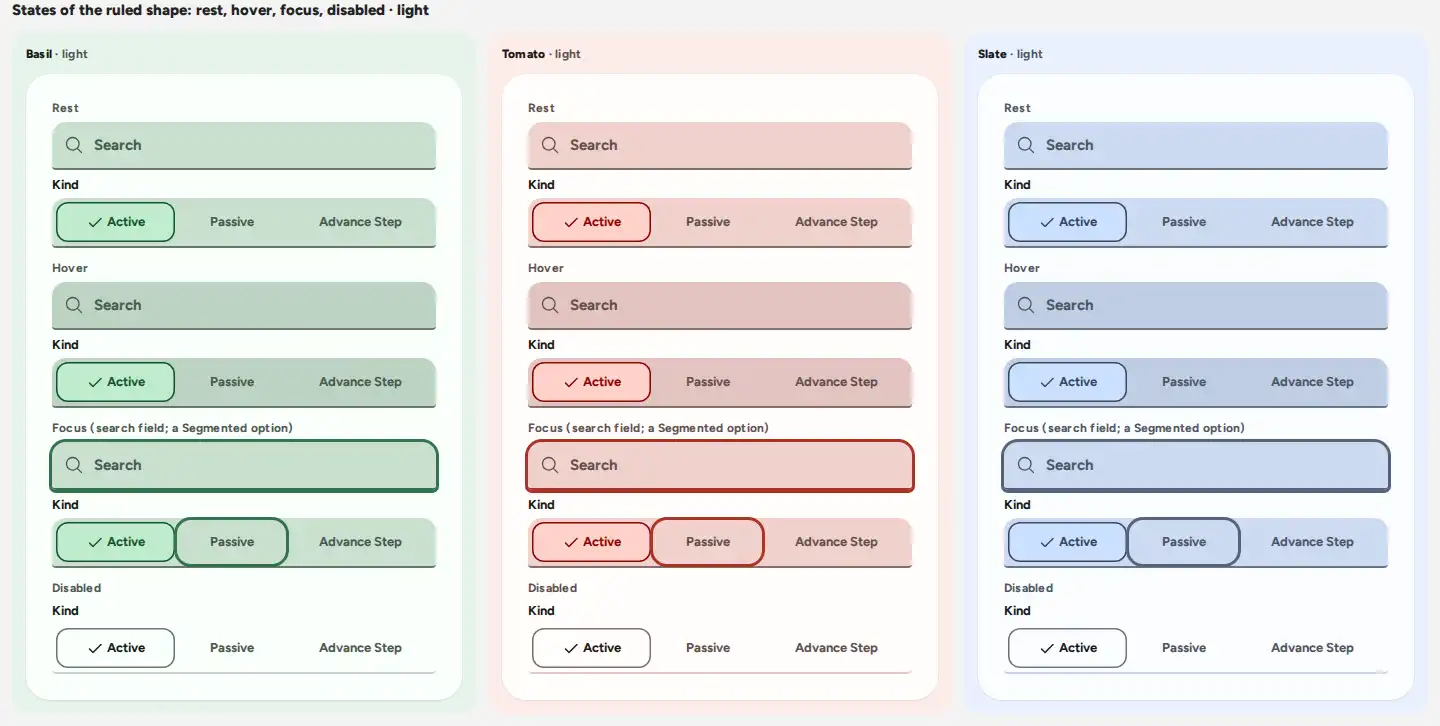 States of the ruled shape: rest, hover, focus, disabled · light
Basil · light
Rest
Search
Kind
Active Passive Advance Step
Hover
Search
Kind
Active Passive Advance Step
Focus (search field; a Segmented option)
Search
Kind
Active Passive Advance Step
Disabled
Kind
Active Passive Advance Step
Tomato · light
Rest
Search
Kind
Active Passive Advance Step
Hover
Search
Kind
Active Passive Advance Step
Focus (search field; a Segmented option)
Search
Kind
Active Passive Advance Step
Disabled
Kind
Active Passive Advance Step
Slate · light
Rest
Search
Kind
Active Passive Advance Step
Hover
Search
Kind
Active Passive Advance Step
Focus (search field; a Segmented option)
Search
Kind
Active Passive Advance Step
Disabled
Kind
Active Passive Advance Step